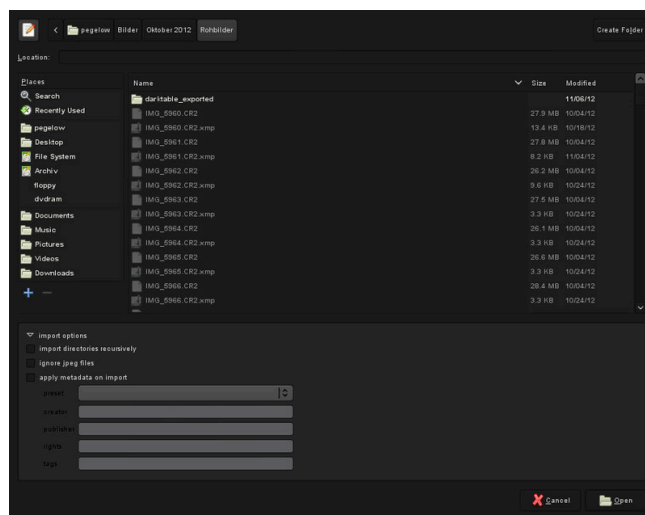 pegelow Bilder Oktober 2012 Rohbilder Create Folder
Location:
Places
Search
Recently Used
pegelow
Desktop
File System
Archiv
floppy
dvdram
Documents
Music
Pictures
Videos
Downloads
Name Size Modified
darktable_exported 11/06/12
IMG_5960.CR2 27.9 MB 10/04/12
IMG_5960.CR2.xmp 13.4 KB 10/18/12
IMG_5961.CR2 27.8 MB 10/04/12
IMG_5961.CR2.xmp 8.2 KB 11/04/12
IMG_5962.CR2 26.2 MB 10/04/12
IMG_5962.CR2.xmp 9.6 KB 10/24/12
IMG_5963.CR2 27.5 MB 10/04/12
IMG_5963.CR2.xmp 3.3 KB 10/24/12
IMG_5964.CR2 26.1 MB 10/04/12
IMG_5964.CR2.xmp 3.3 KB 10/24/12
IMG_5965.CR2 26.6 MB 10/04/12
IMG_5965.CR2.xmp 3.3 KB 10/24/12
IMG_5966.CR2 28.4 MB 10/04/12
IMG_5966.CR2.xmp 3.3 KB 10/24/12
import options
import directories recursively
ignore jpeg files
apply metadata on import
preset
creator
publisher
rights
tags
Cancel Open